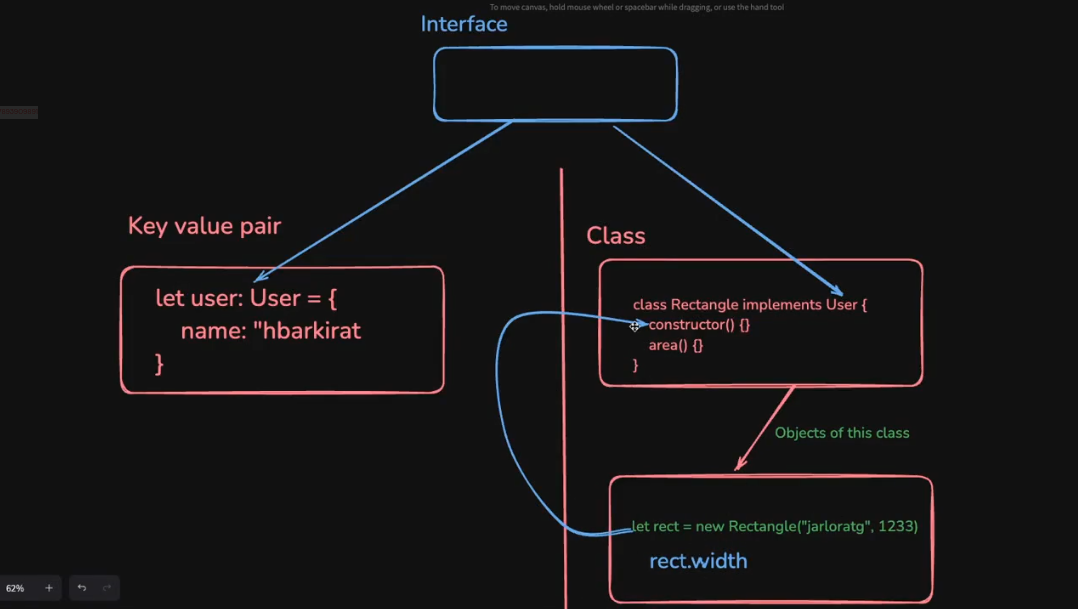 To move canvas, hold mouse wheel or spacebar while dragging, or use the hand tool
Interface
Key value pair
let user: User = {
name: "hbarkirat
}
Class
class Rectangle implements User {
constructor() {}
area() {}
}
Objects of this class
let rect = new Rectangle("jarloratg", 1233)
rect.width
62%